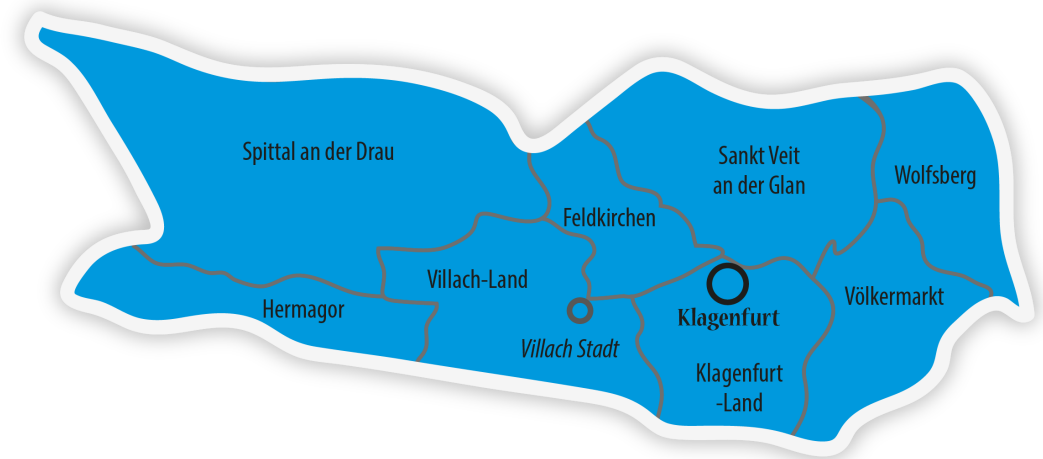 Spittal an der Drau
Sankt Veit
an der Glan
Wolfsberg
Feldkirchen
Villach-Land
Hermagor
Völkermarkt
Klagenfurt
Villach Stadt
Klagenfurt
-Land